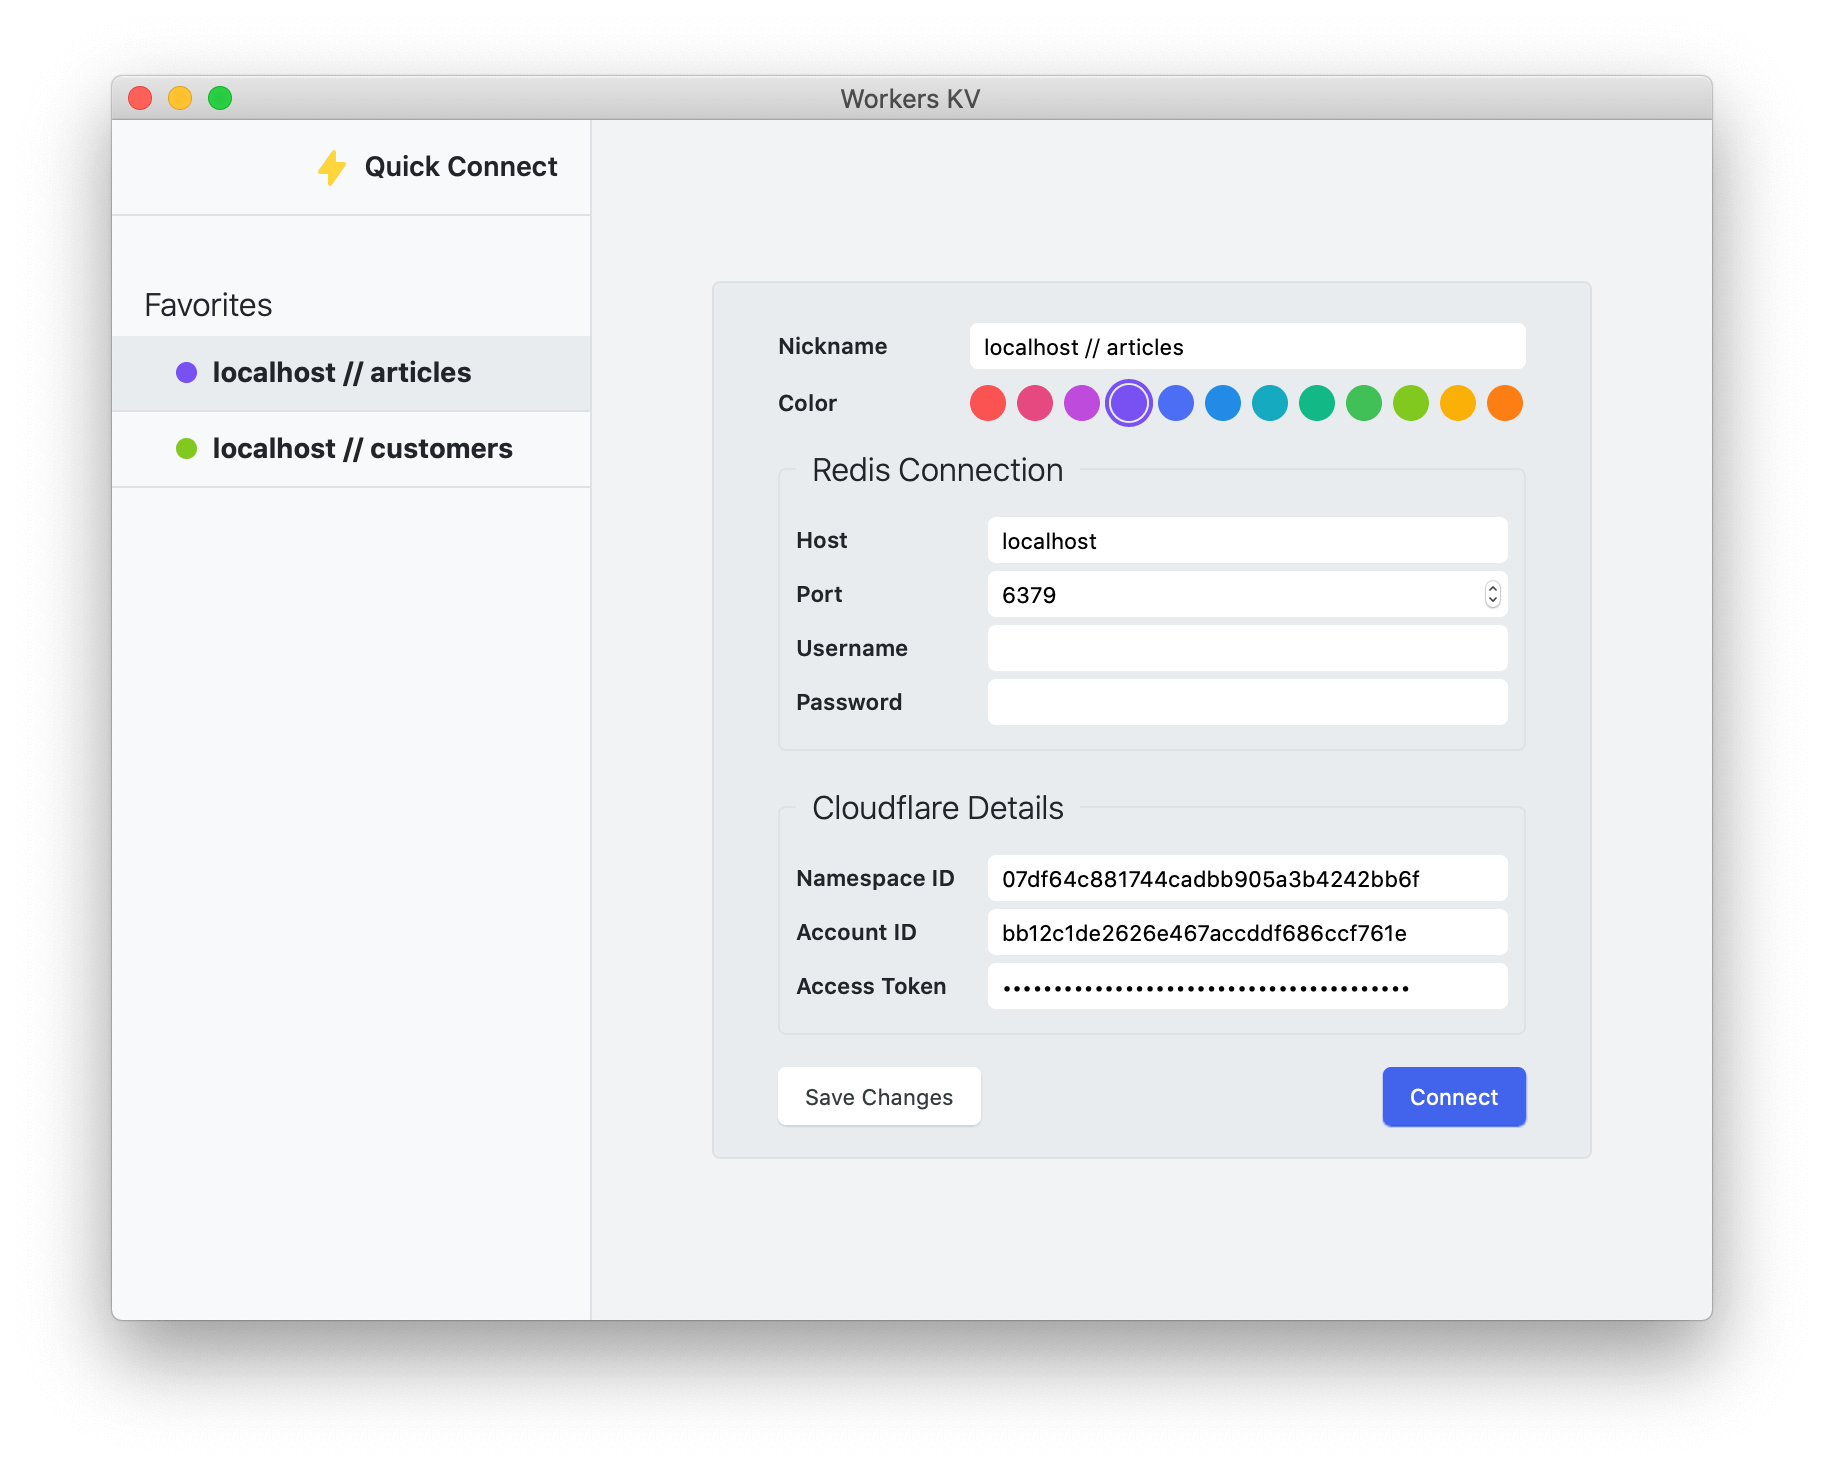 Workers KV
Quick Connect
Favorites
localhost // articles
localhost // customers
Nickname localhost // articles
Color
Redis Connection
Host localhost
Port 6379
Username
Password
Cloudflare Details
Namespace ID 07df64c881744cadbb905a3b4242bb6f
Account ID bb12c1de2626e467accddf686ccf761e
Access Token ••••••••••••••••••••••••••••••••••••••••
Save Changes Connect